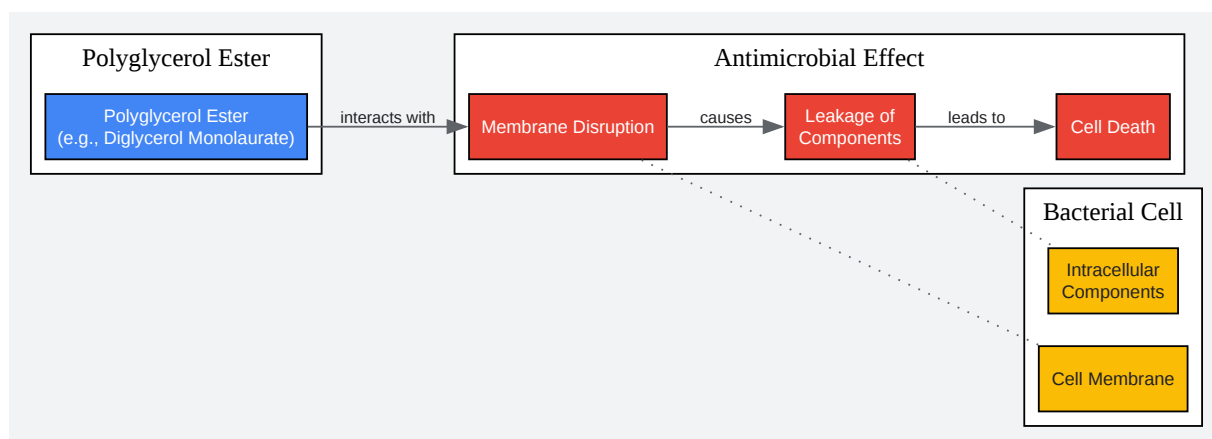 Polyglycerol Ester
Polyglycerol Ester
(e.g., Diglycerol Monolaurate)
interacts with
Antimicrobial Effect
Membrane Disruption
causes
Leakage of
Components
leads to
Cell Death
Bacterial Cell
Intracellular
Components
Cell Membrane